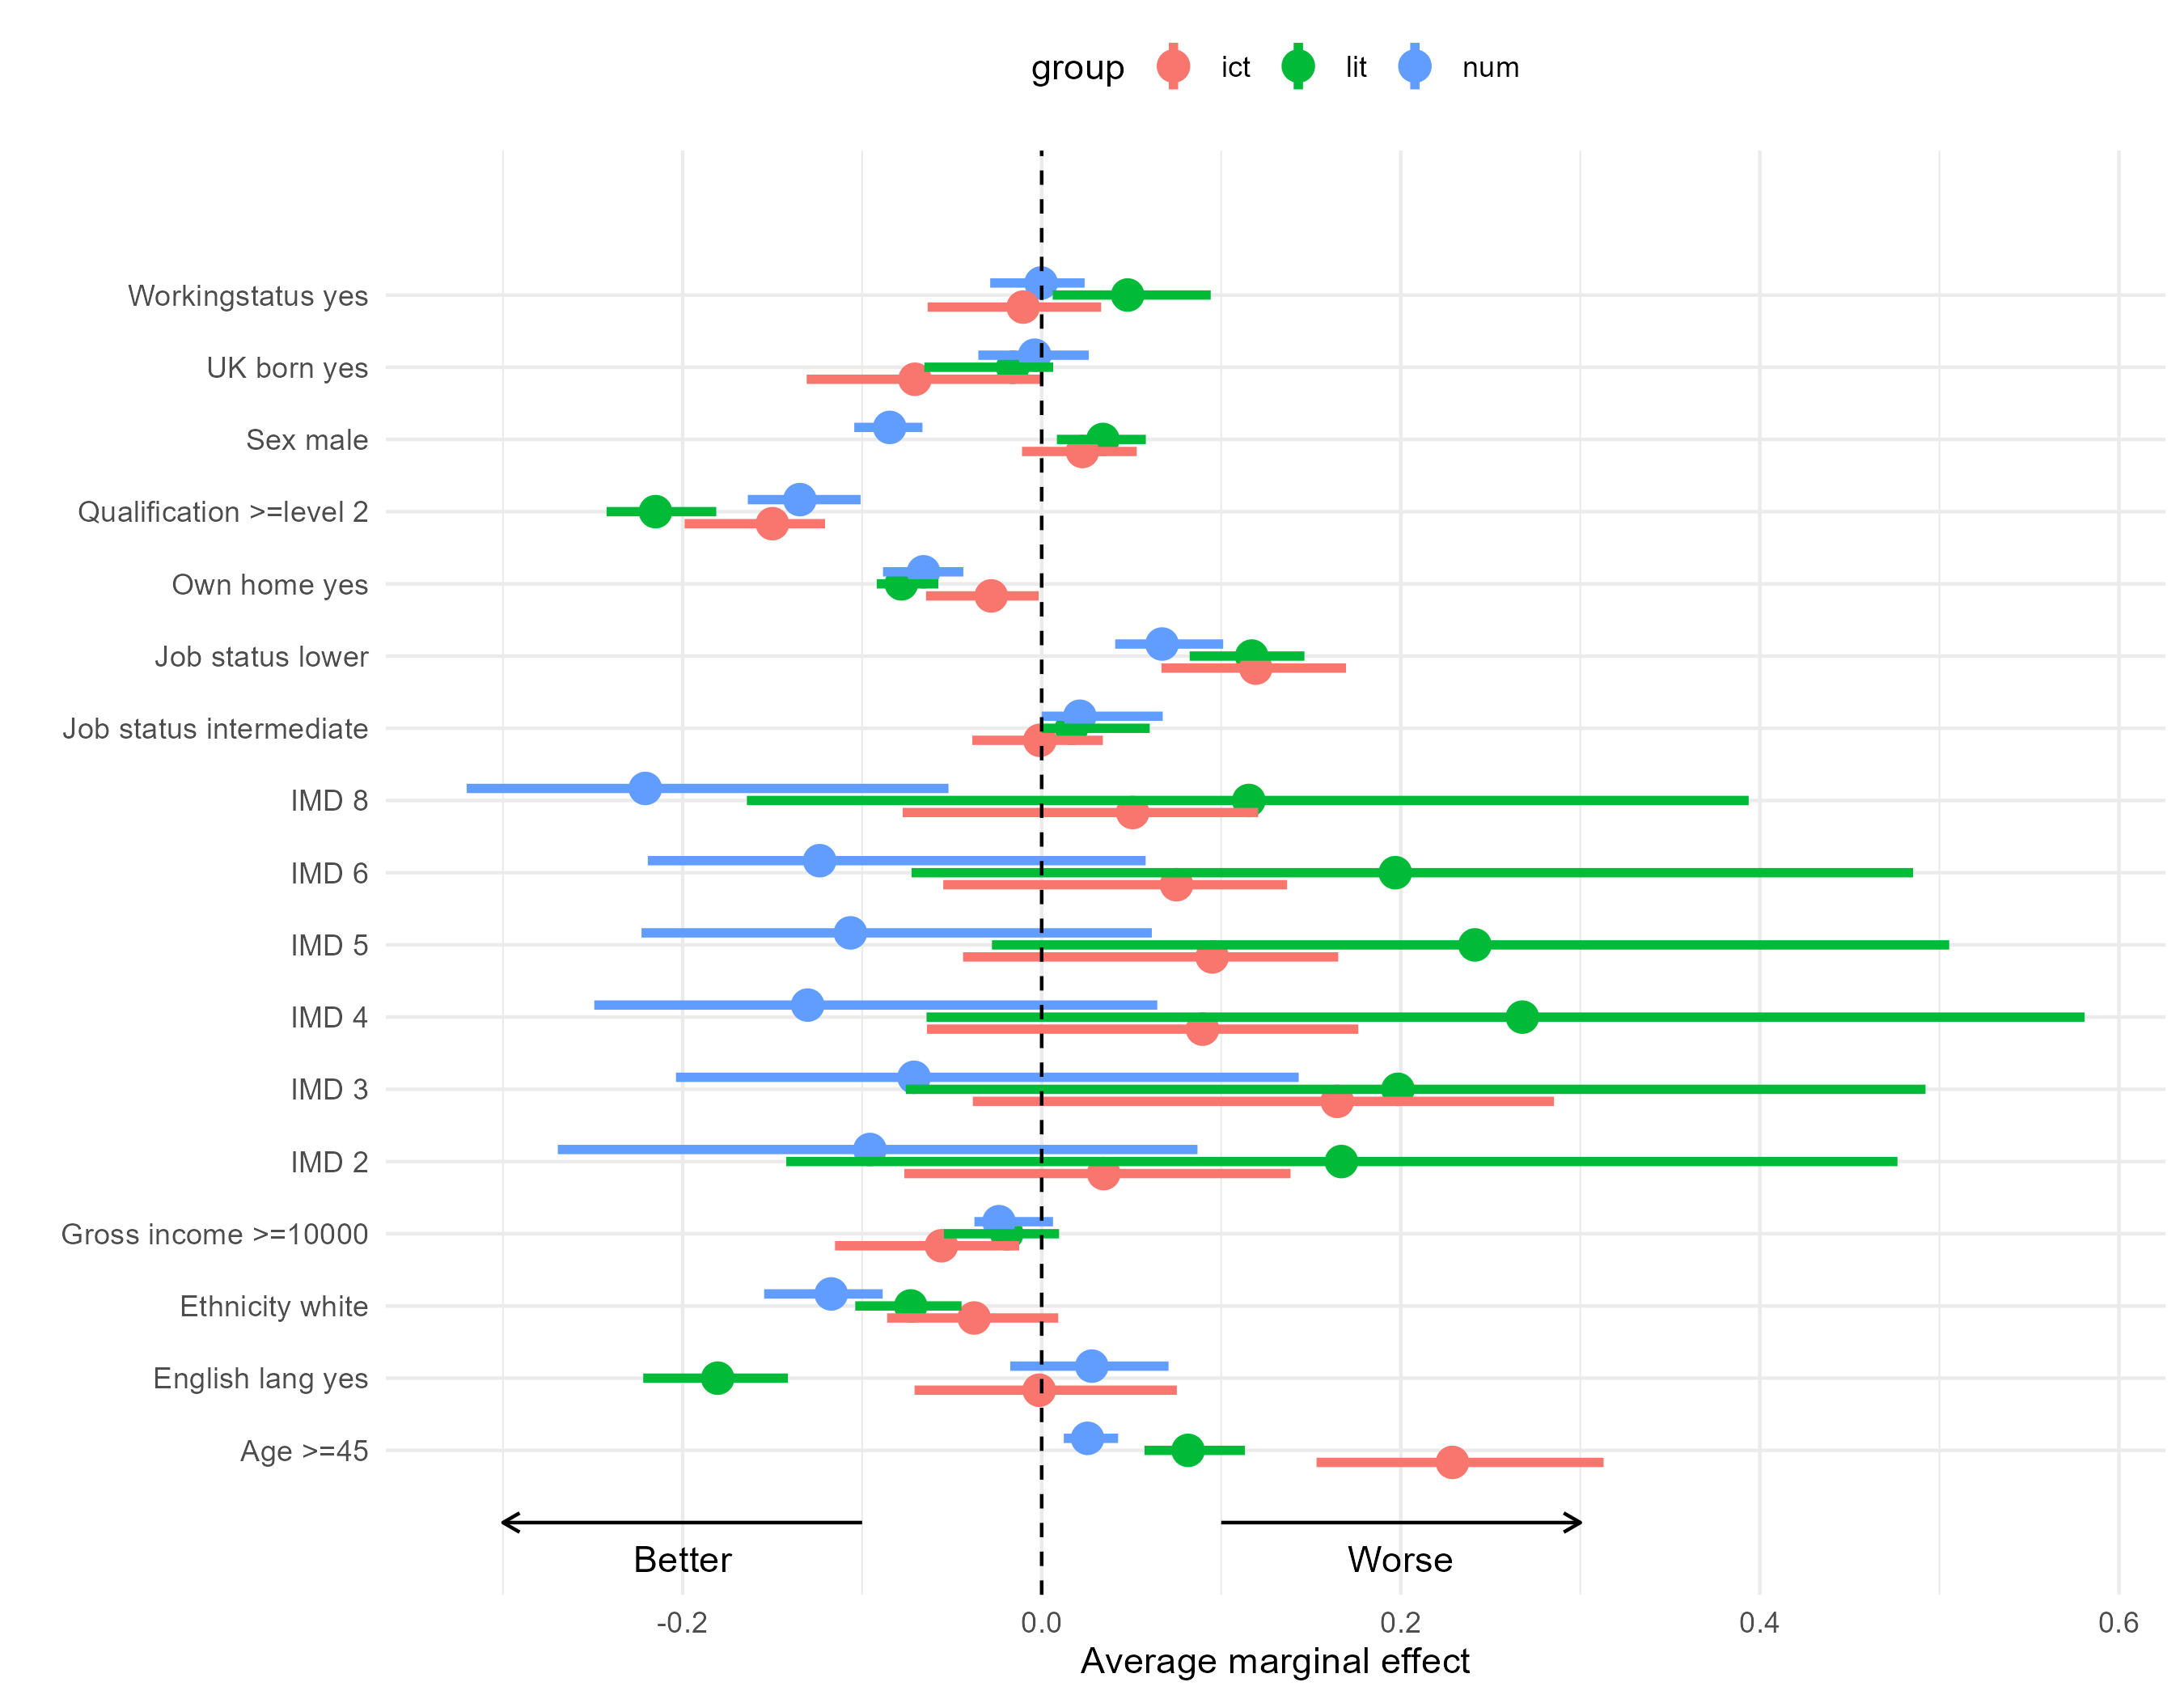 group ict lit num
Workingstatus yes
UK born yes
Sex male
Qualification >=level 2
Own home yes
Job status lower
Job status intermediate
IMD 8
IMD 6
IMD 5
IMD 4
IMD 3
IMD 2
Gross income >=10000
Ethnicity white
English lang yes
Age >=45
Better Worse
-0.2 0.0 0.2 0.4 0.6
Average marginal effect